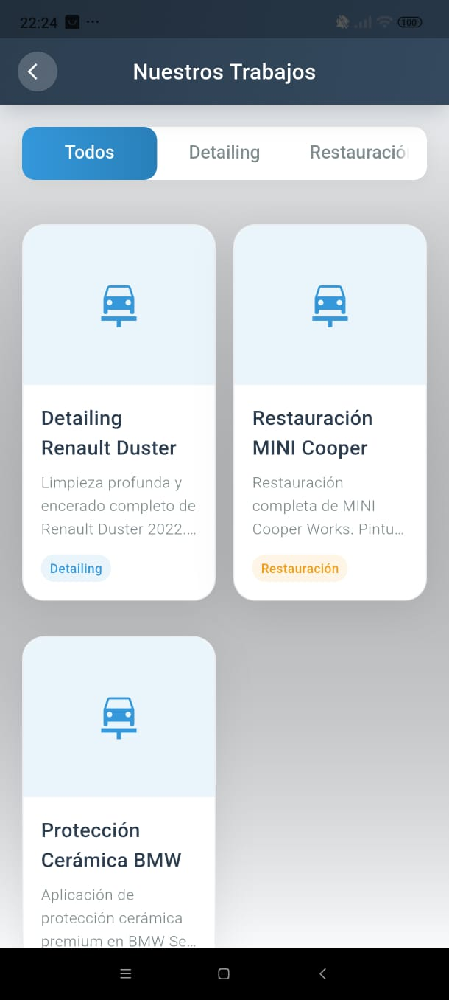 22:24
100
Nuestros Trabajos
Todos Detailing Restauració
Detailing
Renault Duster
Limpieza profunda y
encerado completo de
Renault Duster 2022....
Detailing
Restauración
MINI Cooper
Restauración
completa de MINI
Cooper Works. Pintu...
Restauración
Protección
Cerámica BMW
Aplicación de
protección cerámica
premium en BMW Se...